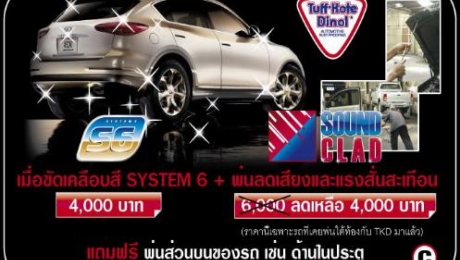 Tuff-Kote
Dinol
AUTOMOTIVE
RUSTPROOFING
SYSTEMS
S6
SOUND
CLAD
เมื่อขัดเคลือบสี SYSTEM 6 + พ่นลดเสียงและแรงสั่นสะเทือน
4,000 บาท
6,000 ลดเหลือ 4,000 บาท
(ราคานี้เฉพาะรถที่เคยพ่นใต้ท้องกับ TKD มาแล้ว)
แถมฟรี พ่นส่วนบนของรถ เช่น ด้านในประตู